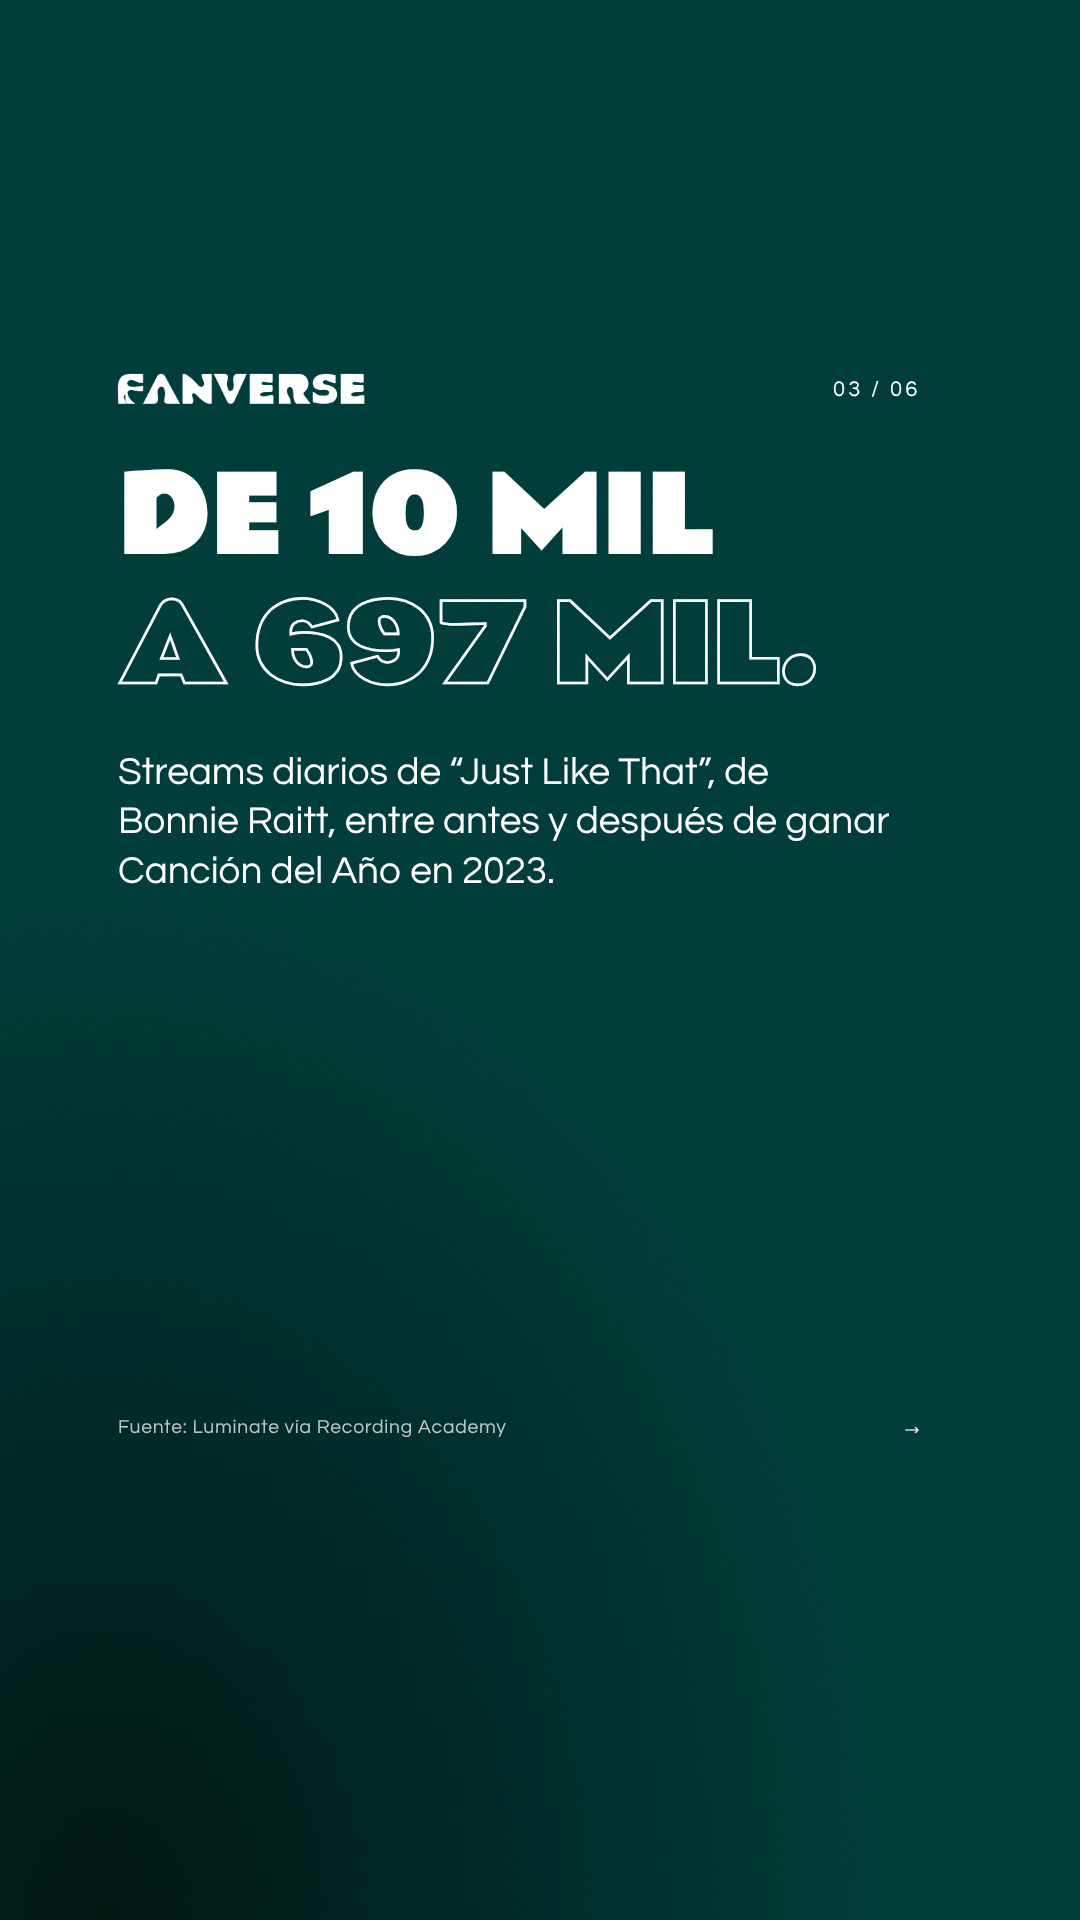 FANVERSE
03 / 06
DE 10 MIL
A 697 MIL.
Streams diarios de “Just Like That”, de
Bonnie Raitt, entre antes y después de ganar
Canción del Año en 2023.
Fuente: Luminate vía Recording Academy
→